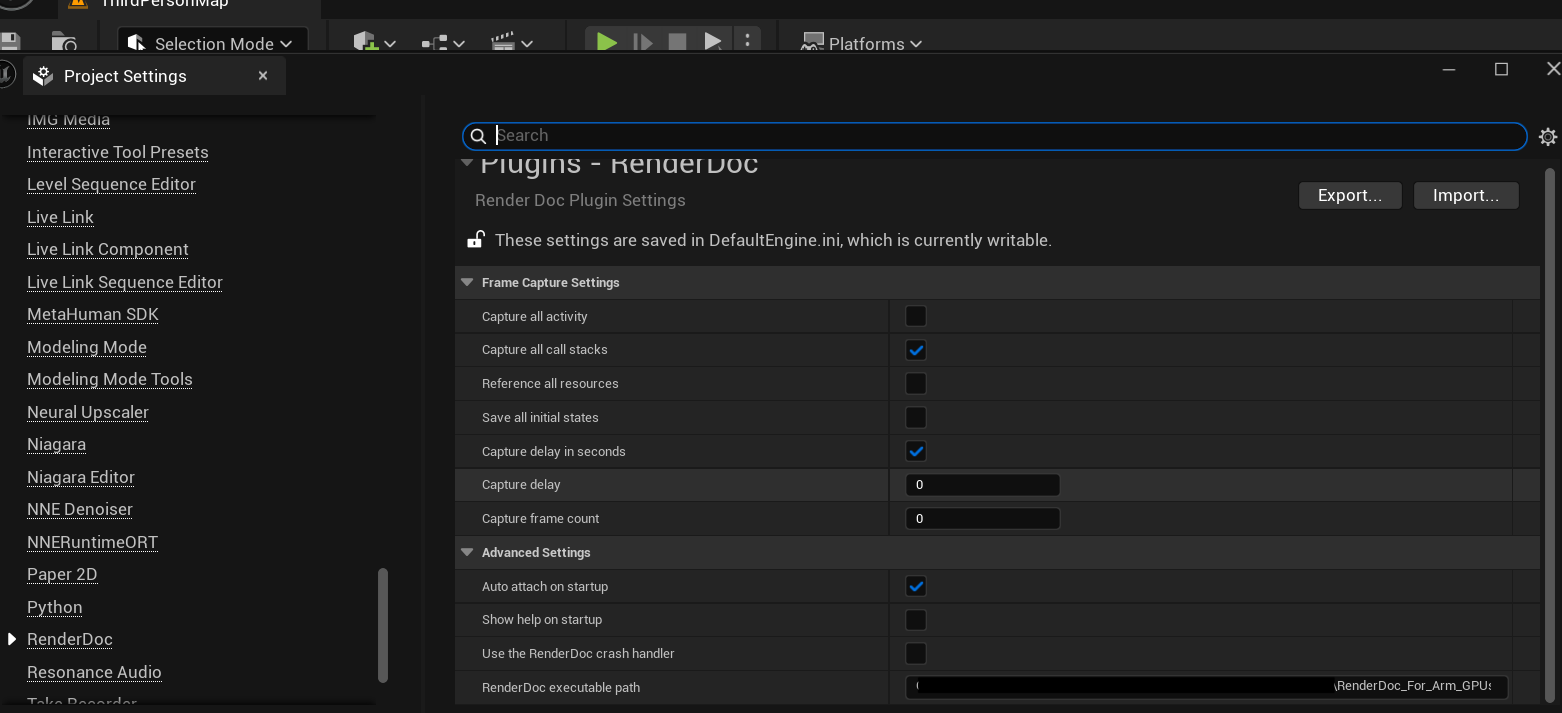 ThirdPersonMap
Selection Mode
Platforms
Project Settings
IMG Media
Interactive Tool Presets
Level Sequence Editor
Live Link
Live Link Component
Live Link Sequence Editor
MetaHuman SDK
Modeling Mode
Modeling Mode Tools
Neural Upscaler
Niagara
Niagara Editor
NNE Denoiser
NNERuntimeORT
Paper 2D
Python
RenderDoc
Resonance Audio
Take Recorder
Search
Plugins - RenderDoc
Render Doc Plugin Settings
Export...
Import...
These settings are saved in DefaultEngine.ini, which is currently writable.
Frame Capture Settings
Capture all activity
Capture all call stacks
Reference all resources
Save all initial states
Capture delay in seconds
Capture delay 0
Capture frame count 0
Advanced Settings
Auto attach on startup
Show help on startup
Use the RenderDoc crash handler
RenderDoc executable path \RenderDoc_For_Arm_GPUs